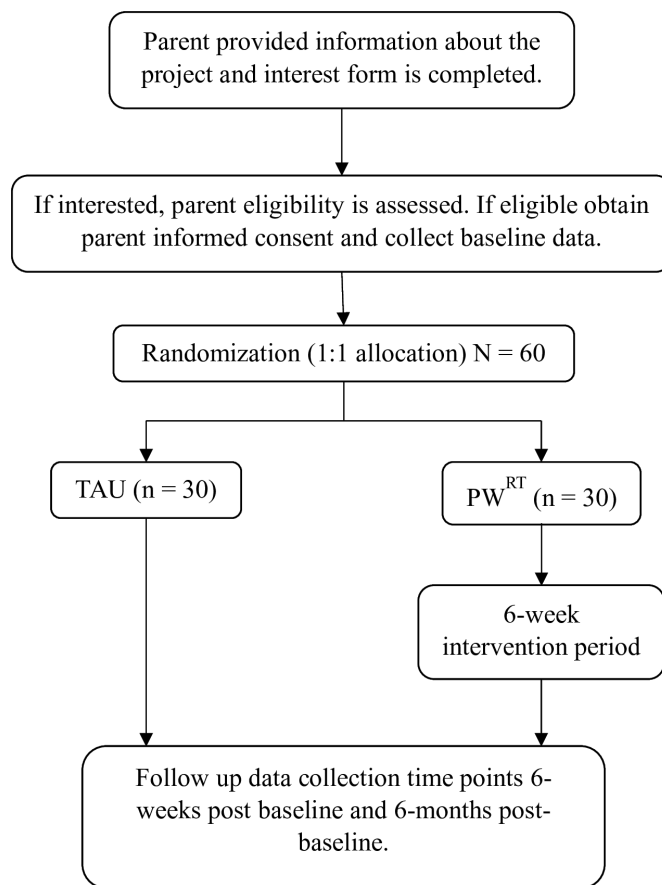 Parent provided information about the
project and interest form is completed.
If interested, parent eligibility is assessed. If eligible obtain
parent informed consent and collect baseline data.
Randomization (1:1 allocation) N = 60
TAU (n = 30)
PW^RT (n = 30)
6-week
intervention period
Follow up data collection time points 6-
weeks post baseline and 6-months post-
baseline.